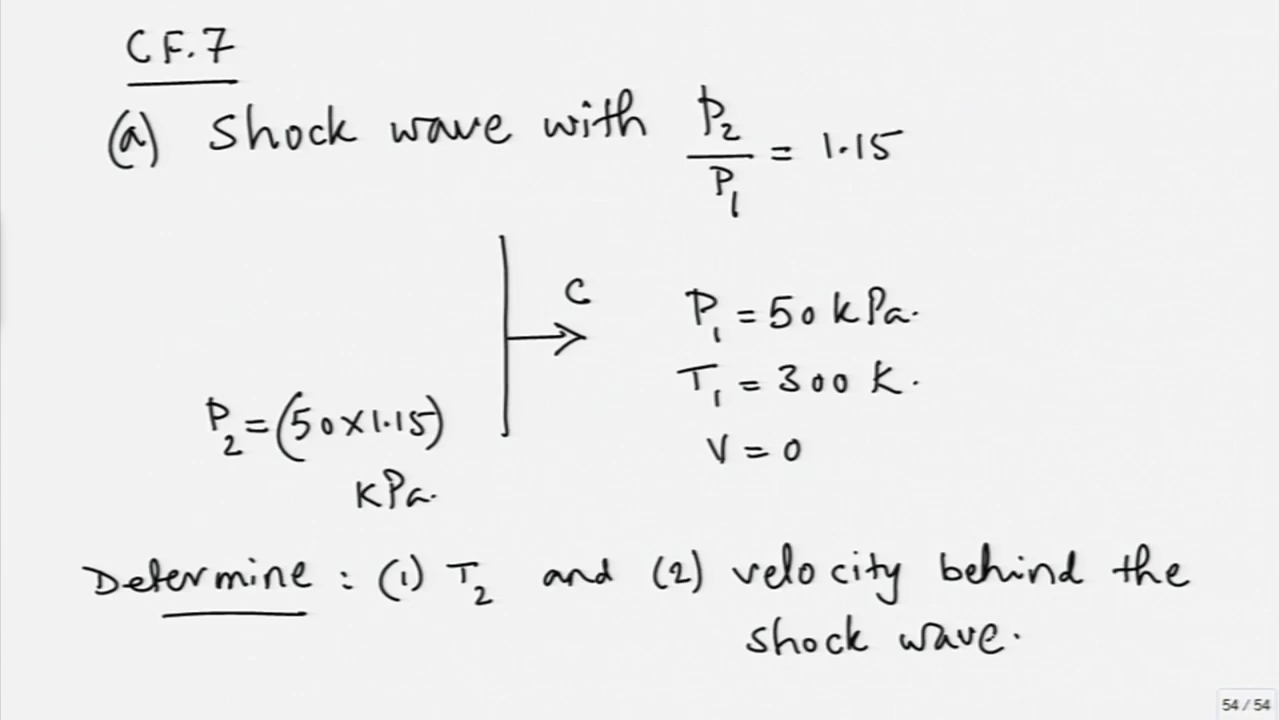 CF.7
(a) Shock wave with P2/P1 = 1.15
C
P1 = 50 kPa.
T1 = 300 K.
P2 = (50×1.15)
V = 0
kPa.
Determine : (1) T2 and (2) velocity behind the
shock wave.
54 / 54